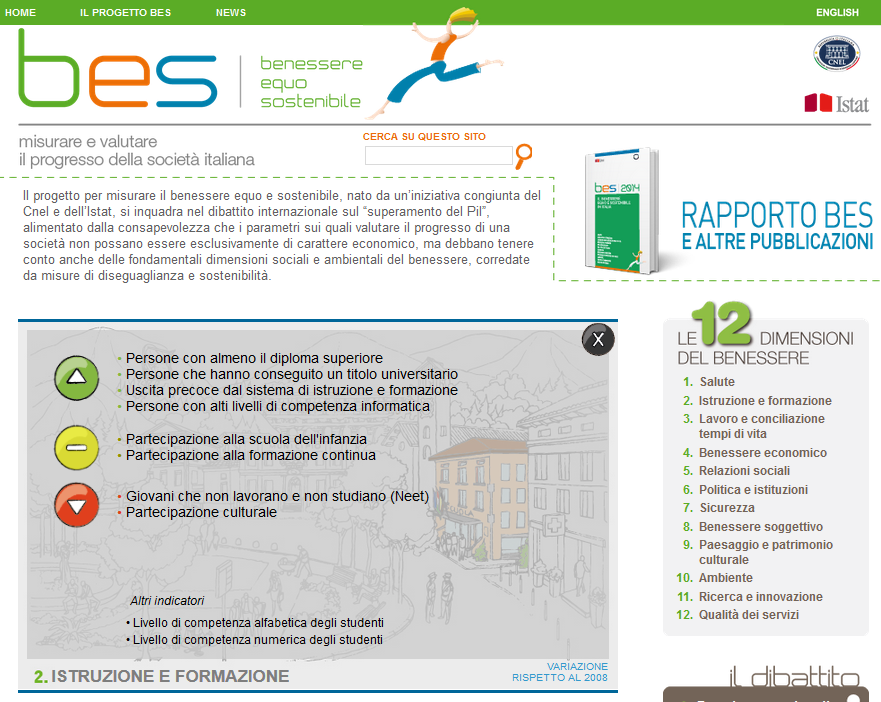 HOME IL PROGETTO BES NEWS ENGLISH
bes
benessere
equo
sostenibile
CNEL
Istat
misurare e valutare
il progresso della società italiana
CERCA SU QUESTO SITO
Il progetto per misurare il benessere equo e sostenibile, nato da un'iniziativa congiunta del
Cnel e dell'Istat, si inquadra nel dibattito internazionale sul "superamento del Pil",
alimentato dalla consapevolezza che i parametri sui quali valutare il progresso di una
società non possano essere esclusivamente di carattere economico, ma debbano tenere
conto anche delle fondamentali dimensioni sociali e ambientali del benessere, corredate
da misure di diseguaglianza e sostenibilità.
bes 2014
RAPPORTO BES
E ALTRE PUBBLICAZIONI
X
• Persone con almeno il diploma superiore
• Persone che hanno conseguito un titolo universitario
• Uscita precoce dal sistema di istruzione e formazione
• Persone con alti livelli di competenza informatica
• Partecipazione alla scuola dell'infanzia
• Partecipazione alla formazione continua
• Giovani che non lavorano e non studiano (Neet)
• Partecipazione culturale
Altri indicatori
• Livello di competenza alfabetica degli studenti
• Livello di competenza numerica degli studenti
2. ISTRUZIONE E FORMAZIONE
VARIAZIONE
RISPETTO AL 2008
LE 12 DIMENSIONI
DEL BENESSERE
1. Salute
2. Istruzione e formazione
3. Lavoro e conciliazione
tempi di vita
4. Benessere economico
5. Relazioni sociali
6. Politica e istituzioni
7. Sicurezza
8. Benessere soggettivo
9. Paesaggio e patrimonio
culturale
10. Ambiente
11. Ricerca e innovazione
12. Qualità dei servizi
il dibattito